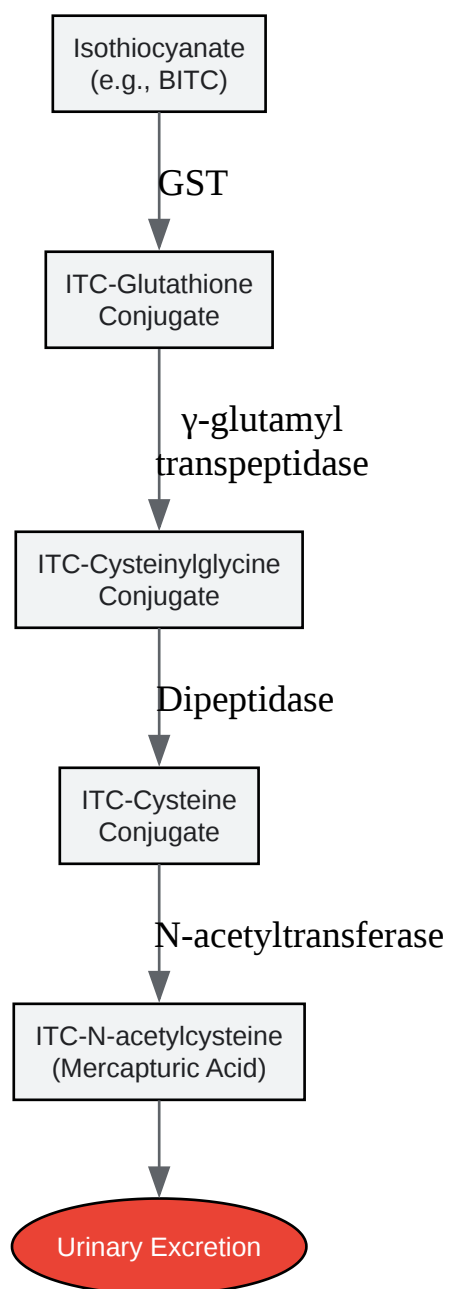 Isothiocyanate
(e.g., BITC)
GST
ITC-Glutathione
Conjugate
γ-glutamyl
transpeptidase
ITC-Cysteinylglycine
Conjugate
Dipeptidase
ITC-Cysteine
Conjugate
N-acetyltransferase
ITC-N-acetylcysteine
(Mercapturic Acid)
Urinary Excretion